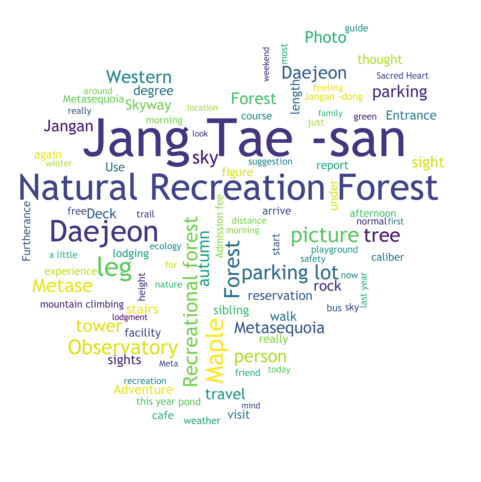 guide
Photo
most
weekend
Western
Daejeon
Sacred Heart
thought
around
degree
length
feeling
Jangan -dong
parking
Metasequoia
Skyway
Forest
location
really
morning
course
family
green
Entrance
Jangan
Jang Tae -san
look
just
again
sky
suggestion
report
sight
winter
Use
figure
under
Natural Recreation Forest
Furtherance
free
Deck
trail
autumn
Admission fee
distance
arrive
afternoon
normal
first
Daejeon
Recreational forest
Forest
morning
start
picture
tree
a little
lodging
ecology
playground
leg
safety
experience
for
parking lot
now
caliber
Metase
height
nature
reservation
rock
last year
mountain climbing
stairs
sibling
bus
sky
tower
lodgment
facility
Maple
walk
Metasequoia
really
Observatory
sights
Meta
person
recreation
friend
today
Adventure
travel
this year
pond
mind
cafe
weather
visit